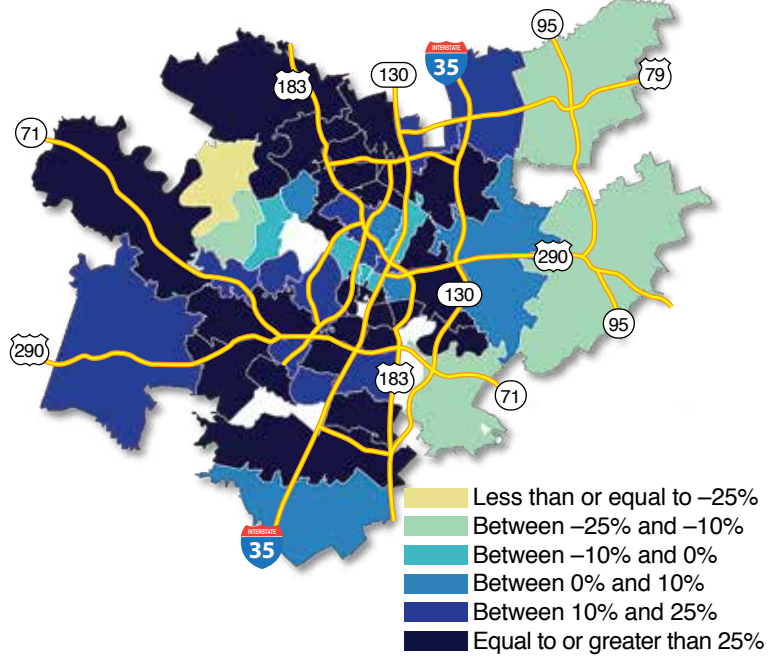 95
INTERSTATE
35
130
79
183
71
290
130
95
290
183
71
INTERSTATE
35
Less than or equal to –25%
Between –25% and –10%
Between –10% and 0%
Between 0% and 10%
Between 10% and 25%
Equal to or greater than 25%